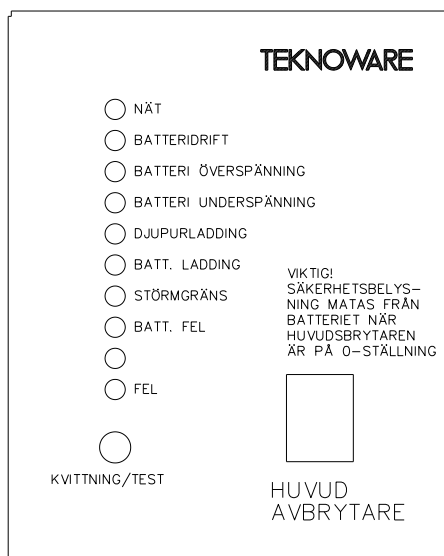 TEKNOWARE
NÄT
BATTERIDRIFT
BATTERI ÖVERSPÄNNING
BATTERI UNDERSPÄNNING
DJUPURLADDING
BATT. LADDING
STÖRMGRÄNS
BATT. FEL
FEL
KVITTNING/TEST
VIKTIG!
SÄKERHETSBELYS-
NING MATAS FRÅN
BATTERIET NÄR
HUVUDSBRYTAREN
ÄR PÅ 0-STÄLLNING
HUVUD
AVBRYTARE